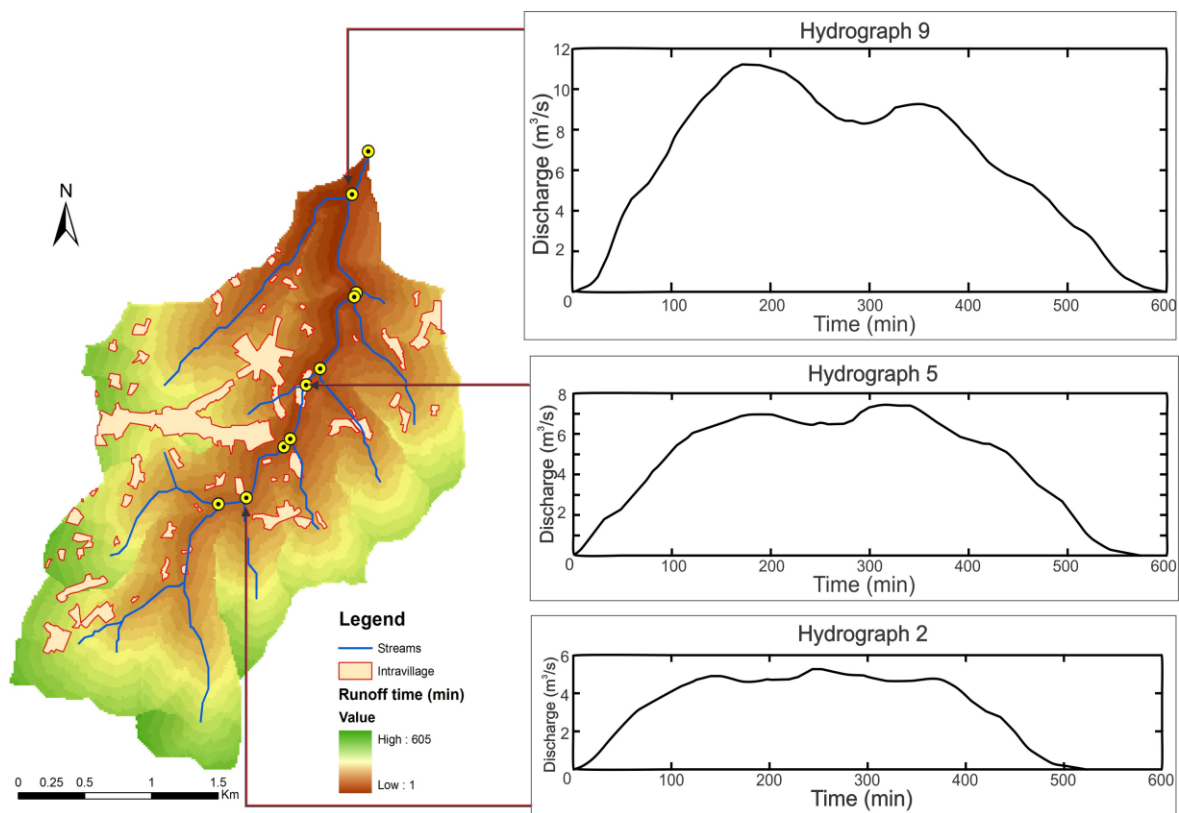 N
Legend
Streams
Intravillage
Runoff time (min)
Value
High : 605
Low : 1
0 0.25 0.5 1 1.5
Km
Hydrograph 9
Discharge (m³/s)
12
10
8
6
4
2
0 100 200 300 400 500 600
Time (min)
Hydrograph 5
Discharge (m³/s)
8
6
4
2
0 100 200 300 400 500 600
Time (min)
Hydrograph 2
Discharge (m³/s)
6
4
2
0 100 200 300 400 500 600
Time (min)